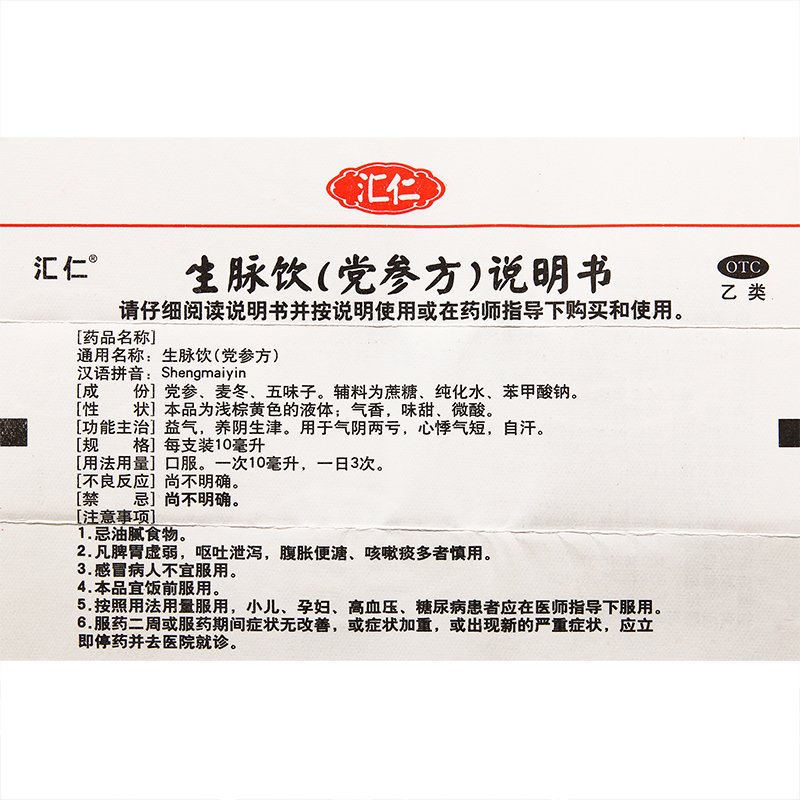 汇仁
汇仁®
生脉饮(党参方)说明书
OTC
乙类
请仔细阅读说明书并按说明使用或在药师指导下购买和使用。
[药品名称]
通用名称：生脉饮(党参方)
汉语拼音：Shengmaiyin
[成　份] 党参、麦冬、五味子。辅料为蔗糖、纯化水、苯甲酸钠。
[性　状] 本品为浅棕黄色的液体；气香，味甜、微酸。
[功能主治] 益气，养阴生津。用于气阴两亏，心悸气短，自汗。
[规　格] 每支装10毫升
[用法用量] 口服。一次10毫升，一日3次。
[不良反应] 尚不明确。
[禁　忌] 尚不明确。
[注意事项]
1.忌油腻食物。
2.凡脾胃虚弱，呕吐泄泻，腹胀便溏、咳嗽痰多者慎用。
3.感冒病人不宜服用。
4.本品宜饭前服用。
5.按照用法用量服用，小儿、孕妇、高血压、糖尿病患者应在医师指导下服用。
6.服药二周或服药期间症状无改善，或症状加重，或出现新的严重症状，应立
即停药并去医院就诊。